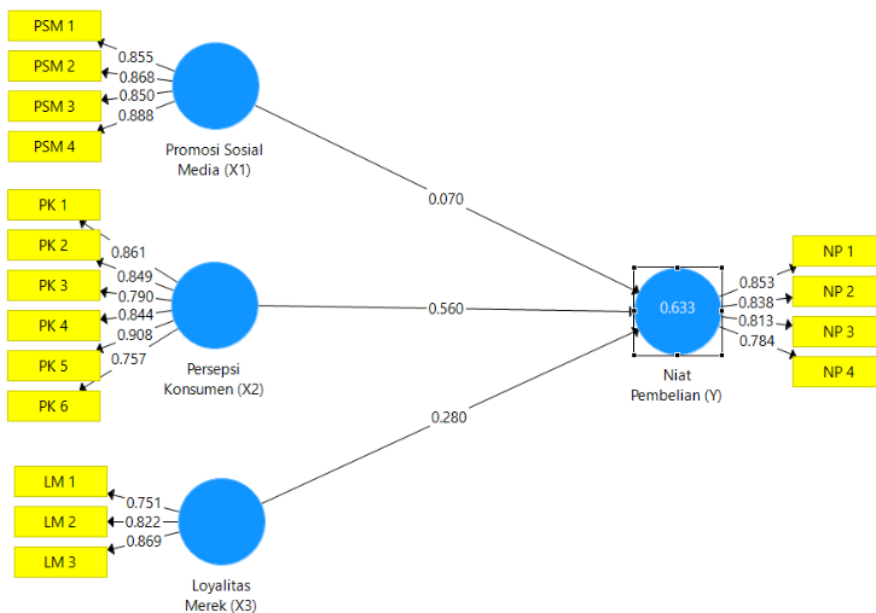 PSM 1
PSM 2
PSM 3
PSM 4
0.855
0.868
0.850
0.888
Promosi Sosial
Media (X1)
0.070
PK 1
PK 2
PK 3
PK 4
PK 5
PK 6
0.861
0.849
0.790
0.844
0.908
0.757
Persepsi
Konsumen (X2)
0.560
LM 1
LM 2
LM 3
0.751
0.822
0.869
Loyalitas
Merek (X3)
0.280
0.633
Niat
Pembelian (Y)
0.853
0.838
0.813
0.784
NP 1
NP 2
NP 3
NP 4